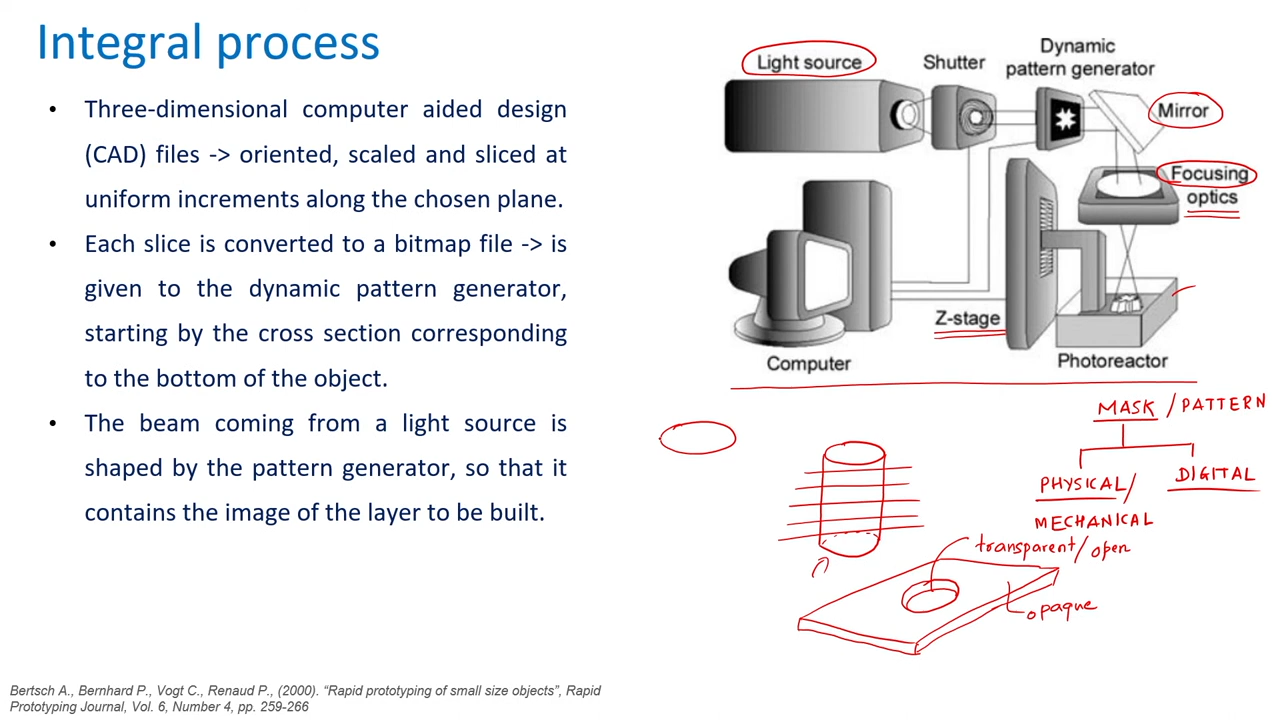 Integral process
• Three-dimensional computer aided design
(CAD) files -> oriented, scaled and sliced at
uniform increments along the chosen plane.
• Each slice is converted to a bitmap file -> is
given to the dynamic pattern generator,
starting by the cross section corresponding
to the bottom of the object.
• The beam coming from a light source is
shaped by the pattern generator, so that it
contains the image of the layer to be built.
Bertsch A., Bernhard P., Vogt C., Renaud P., (2000). “Rapid prototyping of small size objects”, Rapid
Prototyping Journal, Vol. 6, Number 4, pp. 259-266
Light source
Shutter
Dynamic
pattern generator
Mirror
Focusing
optics
Z-stage
Computer
Photoreactor
MASK / PATTERN
PHYSICAL /
MECHANICAL
DIGITAL
transparent/open
opaque